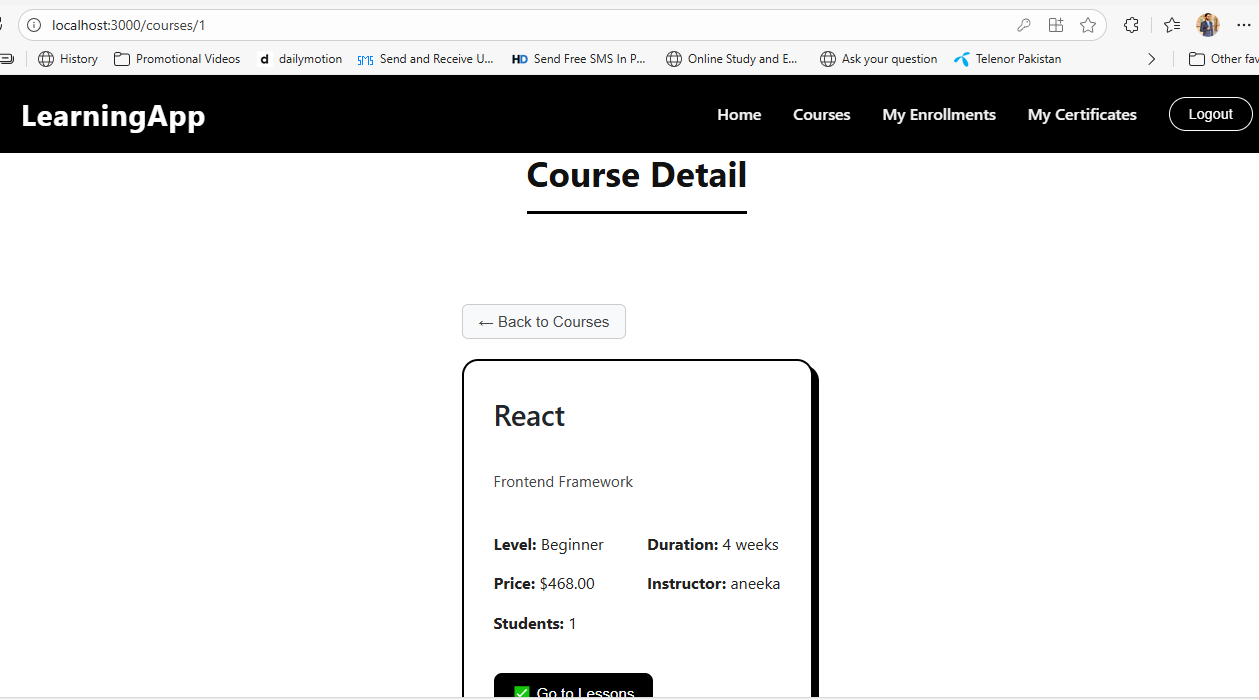 localhost:3000/courses/1
History Promotional Videos d dailymotion SMS Send and Receive U... HD Send Free SMS In P... Online Study and E... Ask your question Telenor Pakistan Other fav
LearningApp Home Courses My Enrollments My Certificates Logout
Course Detail
← Back to Courses
React
Frontend Framework
Level: Beginner Duration: 4 weeks
Price: $468.00 Instructor: aneeka
Students: 1
✅ Go to Lessons